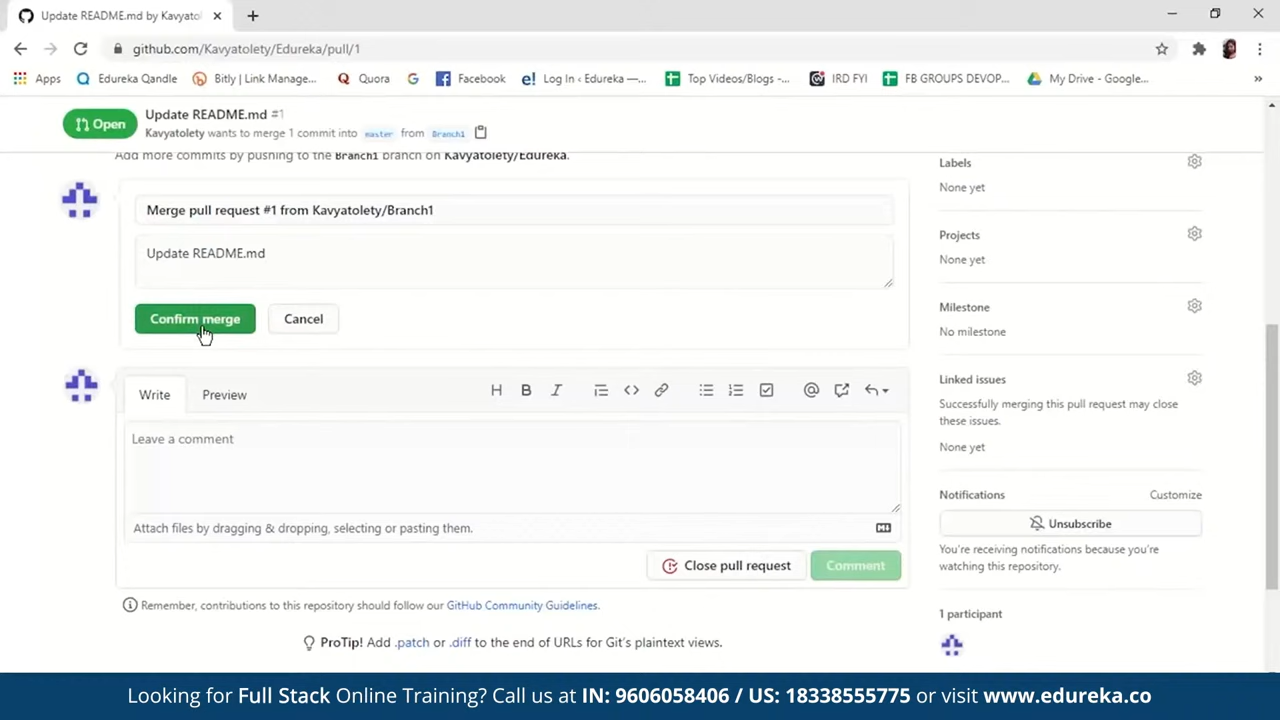 Update README.md by Kavyatol
github.com/Kavyatolety/Edureka/pull/1
Apps
Edureka Qandle
Bitly | Link Manage...
Quora
Facebook
Log In ‹ Edureka —...
Top Videos/Blogs -...
IRD FYI
FB GROUPS DEVOP...
My Drive - Google...
»
Open
Update README.md #1
Kavyatolety wants to merge 1 commit into master from Branch1
Add more commits by pushing to the Branch1 branch on Kavyatolety/Edureka.
Merge pull request #1 from Kavyatolety/Branch1
Update README.md
Confirm merge
Cancel
Write
Preview
H B I
Leave a comment
Attach files by dragging & dropping, selecting or pasting them.
Close pull request
Comment
Remember, contributions to this repository should follow our GitHub Community Guidelines.
ProTip! Add .patch or .diff to the end of URLs for Git's plaintext views.
Labels
None yet
Projects
None yet
Milestone
No milestone
Linked issues
Successfully merging this pull request may close
these issues.
None yet
Notifications
Customize
Unsubscribe
You're receiving notifications because you're
watching this repository.
1 participant
Looking for Full Stack Online Training? Call us at IN: 9606058406 / US: 18338555775 or visit www.edureka.co